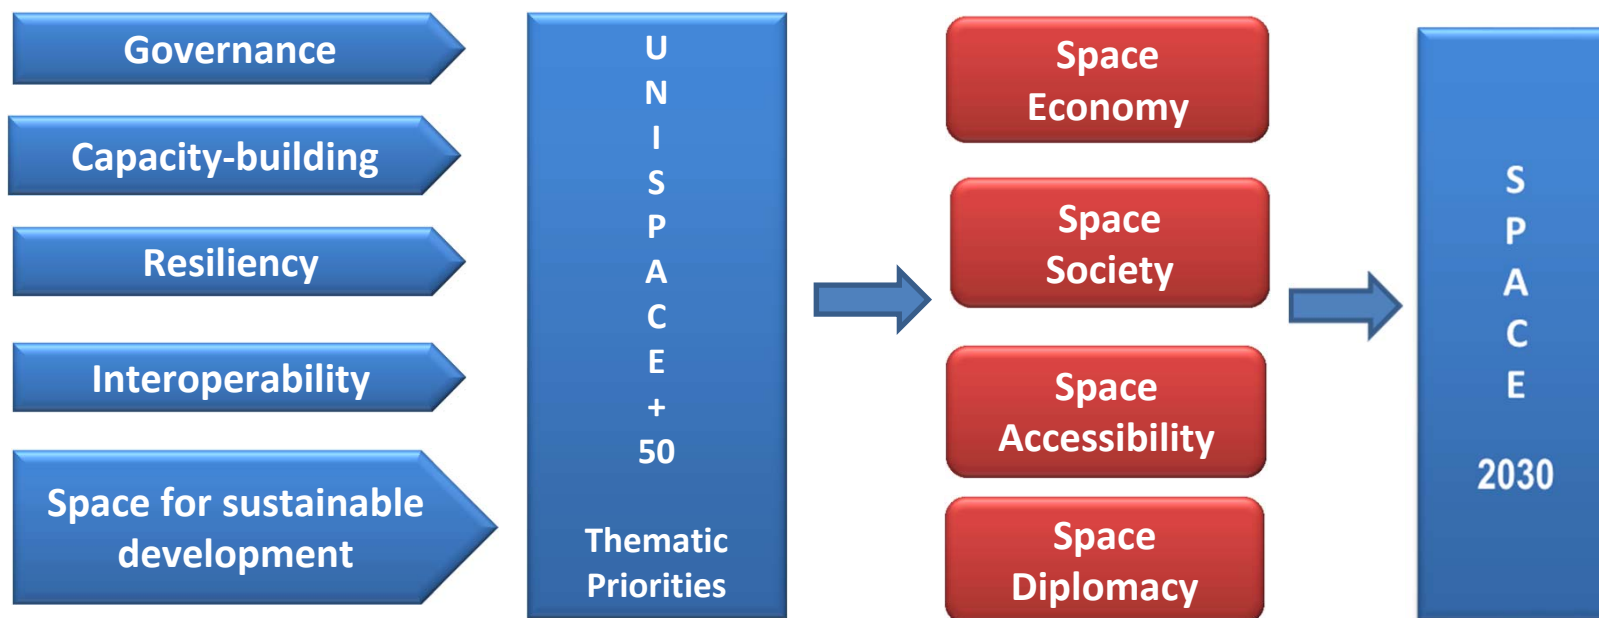 Governance
Capacity-building
Resiliency
Interoperability
Space for sustainable
development
U
N
I
S
P
A
C
E
+
50
Thematic
Priorities
Space
Economy
Space
Society
Space
Accessibility
Space
Diplomacy
S
P
A
C
E
2030